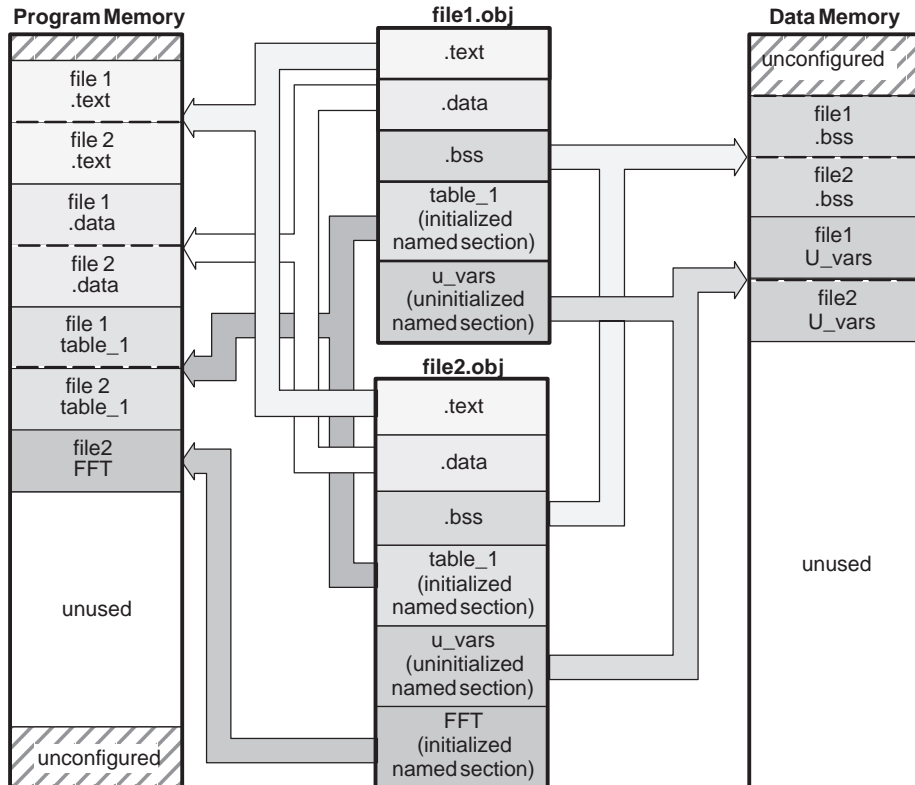 Program Memory
file 1
.text
file 2
.text
file 1
.data
file 2
.data
file 1
table_1
file 2
table_1
file2
FFT
unused
unconfigured
file1.obj
.text
.data
.bss
table_1
(initialized
named section)
u_vars
(uninitialized
named section)
file2.obj
.text
.data
.bss
table_1
(initialized
named section)
u_vars
(uninitialized
named section)
FFT
(initialized
named section)
Data Memory
unconfigured
file1
.bss
file2
.bss
file1
U_vars
file2
U_vars
unused